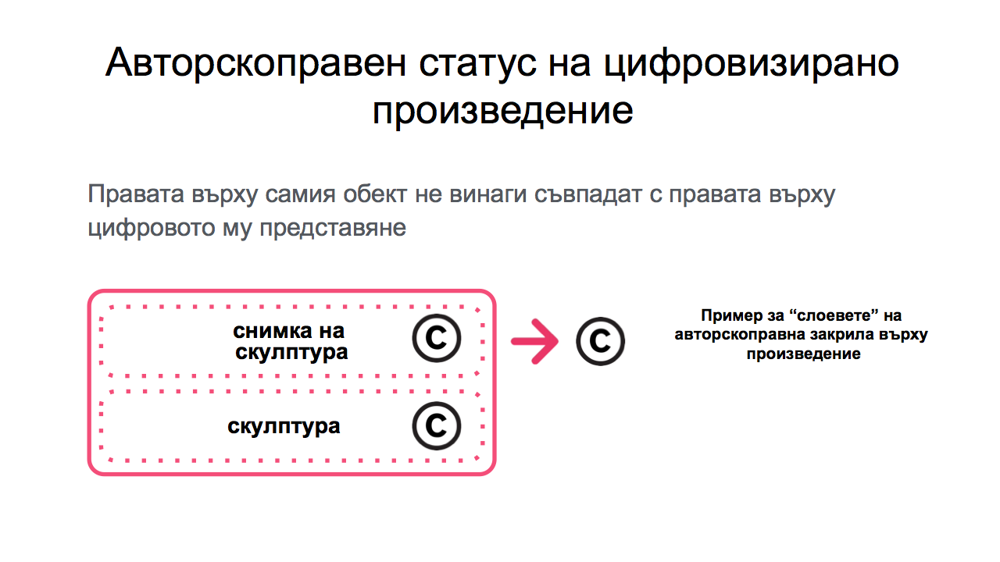 Авторскоправен статус на цифровизирано
произведение
Правата върху самия обект не винаги съвпадат с правата върху
цифровото му представяне
снимка на
скулптура
C
C
Пример за “слоевете” на
авторскоправна закрила върху
произведение
скулптура
C